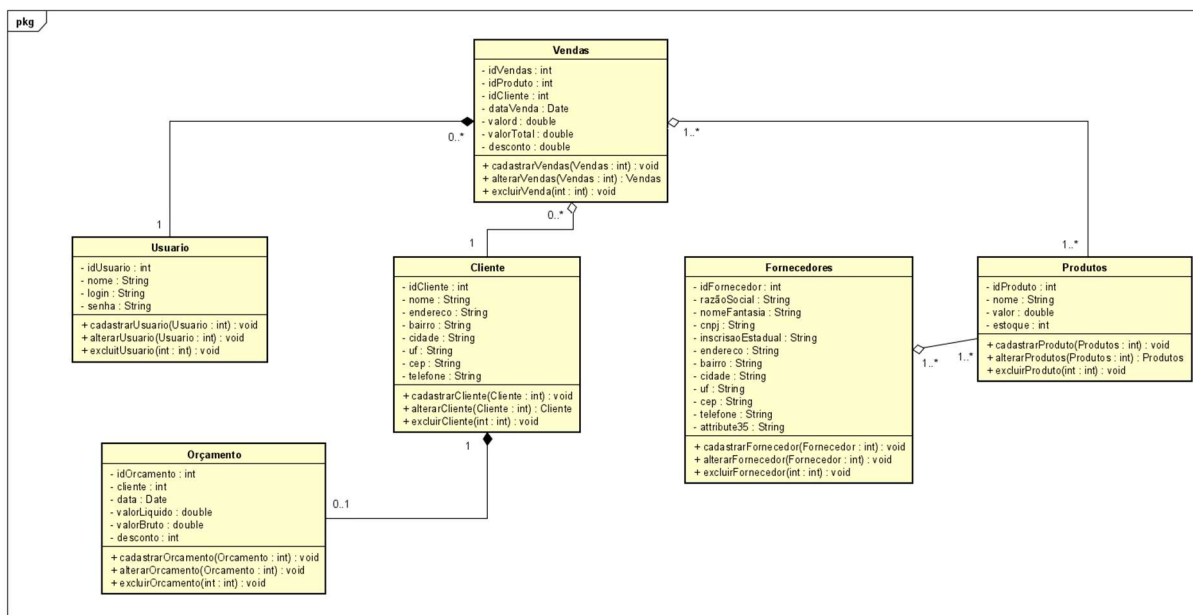 pkg
Vendas
- idVendas : int
- idProduto : int
- idCliente : int
- dataVenda : Date
- valord : double
- valorTotal : double
- desconto : double
+ cadastrarVendas(Vendas : int) : void
+ alterarVendas(Vendas : int) : Vendas
+ excluirVenda(int : int) : void
0..*
1..*
0..*
1
1
1..*
Usuario
- idUsuario : int
- nome : String
- login : String
- senha : String
+ cadastrarUsuario(Usuario : int) : void
+ alterarUsuario(Usuario : int) : void
+ excluitUsuario(int : int) : void
Cliente
- idCliente : int
- nome : String
- endereco : String
- bairro : String
- cidade : String
- uf : String
- cep : String
- telefone : String
+ cadastrarCliente(Cliente : int) : void
+ alterarCliente(Cliente : int) : Cliente
+ excluirCliente(int : int) : void
1
Fornecedores
- idFornecedor : int
- razãoSocial : String
- nomeFantasia : String
- cnpj : String
- inscrisaoEstadual : String
- endereco : String
- bairro : String
- cidade : String
- uf : String
- cep : String
- telefone : String
- attribute35 : String
+ cadastrarFornecedor(Fornecedor : int) : void
+ alterarFornecedor(Fornecedor : int) : void
+ excluirFornecedor(int : int) : void
1..*
1..*
Produtos
- idProduto : int
- nome : String
- valor : double
- estoque : int
+ cadastrarProduto(Produtos : int) : void
+ alterarProdutos(Produtos : int) : Produtos
+ excluirProduto(int : int) : void
Orçamento
- idOrcamento : int
- cliente : int
- data : Date
- valorLiquido : double
- valorBruto : double
- desconto : int
+ cadastrarOrcamento(Orcamento : int) : void
+ alterarOrcamento(Orcamento : int) : void
+ excluirOrcamento(int : int) : void
0..1